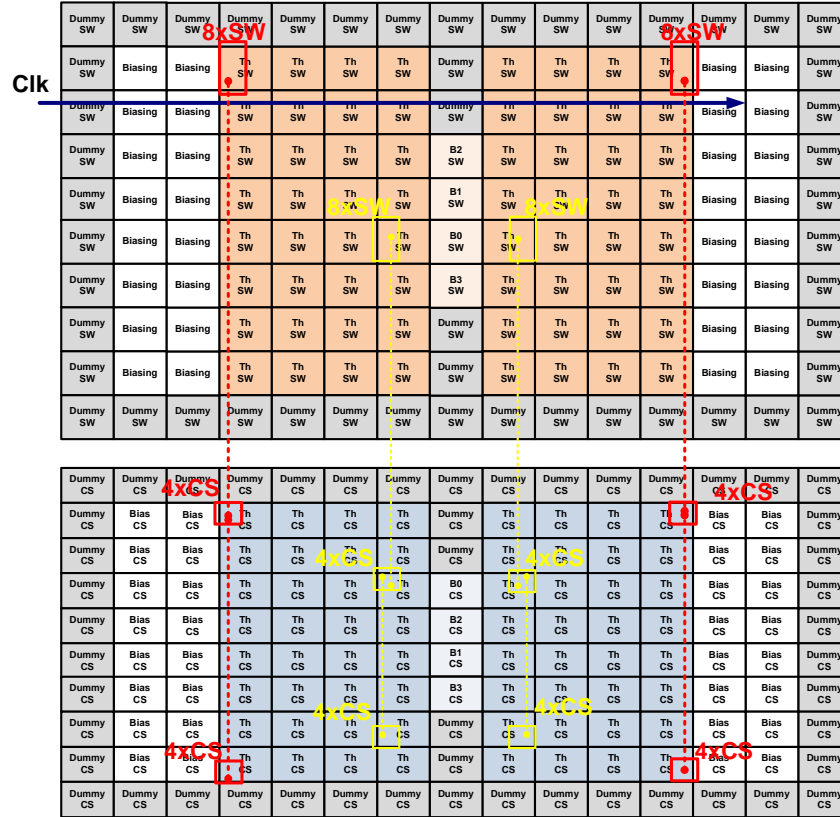 Dummy Dummy Dummy Dummy Dummy Dummy Dummy Dummy Dummy Dummy Dummy Dummy Dummy Dummy Dummy
SW SW SW SW SW SW SW SW SW SW SW SW SW SW SW
8xSW 8xSW
Dummy SW Biasing Biasing Th SW Th SW Th SW Th SW Dummy SW Th SW Th SW Th SW Th SW Biasing Biasing Dummy SW
Clk
Dummy SW Biasing Biasing Th SW Th SW Th SW Th SW Dummy SW Th SW Th SW Th SW Th SW Biasing Biasing Dummy SW
Dummy SW Biasing Biasing Th SW Th SW Th SW Th SW B2 SW Th SW Th SW Th SW Th SW Biasing Biasing Dummy SW
Dummy SW Biasing Biasing Th SW Th SW Th SW Th SW B1 SW Th SW Th SW Th SW Th SW Biasing Biasing Dummy SW
8xSW 8xSW
Dummy SW Biasing Biasing Th SW Th SW Th SW Th SW B0 SW Th SW Th SW Th SW Th SW Biasing Biasing Dummy SW
Dummy SW Biasing Biasing Th SW Th SW Th SW Th SW B3 SW Th SW Th SW Th SW Th SW Biasing Biasing Dummy SW
Dummy SW Biasing Biasing Th SW Th SW Th SW Th SW Dummy SW Th SW Th SW Th SW Th SW Biasing Biasing Dummy SW
Dummy SW Biasing Biasing Th SW Th SW Th SW Th SW Dummy SW Th SW Th SW Th SW Th SW Biasing Biasing Dummy SW
Dummy Dummy Dummy Dummy Dummy Dummy Dummy Dummy Dummy Dummy Dummy Dummy Dummy Dummy Dummy
SW SW SW SW SW SW SW SW SW SW SW SW SW SW SW
Dummy Dummy Dummy Dummy Dummy Dummy Dummy Dummy Dummy Dummy Dummy Dummy Dummy Dummy Dummy
CS CS CS CS CS CS CS CS CS CS CS CS CS CS CS
4xCS 4xCS
Dummy CS Bias CS Bias CS Th CS Th CS Th CS Th CS Dummy CS Th CS Th CS Th CS Th CS Bias CS Bias CS Dummy CS
Dummy CS Bias CS Bias CS Th CS Th CS Th CS Th CS Dummy CS Th CS Th CS Th CS Th CS Bias CS Bias CS Dummy CS
4xCS 4xCS
Dummy CS Bias CS Bias CS Th CS Th CS Th CS Th CS B0 CS Th CS Th CS Th CS Th CS Bias CS Bias CS Dummy CS
Dummy CS Bias CS Bias CS Th CS Th CS Th CS Th CS B2 CS Th CS Th CS Th CS Th CS Bias CS Bias CS Dummy CS
Dummy CS Bias CS Bias CS Th CS Th CS Th CS Th CS B1 CS Th CS Th CS Th CS Th CS Bias CS Bias CS Dummy CS
Dummy CS Bias CS Bias CS Th CS Th CS Th CS Th CS B3 CS Th CS Th CS Th CS Th CS Bias CS Bias CS Dummy CS
4xCS 4xCS
Dummy CS Bias CS Bias CS Th CS Th CS Th CS Th CS Dummy CS Th CS Th CS Th CS Th CS Bias CS Bias CS Dummy CS
4xCS 4xCS
Dummy CS Bias CS Bias CS Th CS Th CS Th CS Th CS Dummy CS Th CS Th CS Th CS Th CS Bias CS Bias CS Dummy CS
Dummy Dummy Dummy Dummy Dummy Dummy Dummy Dummy Dummy Dummy Dummy Dummy Dummy Dummy Dummy
CS CS CS CS CS CS CS CS CS CS CS CS CS CS CS